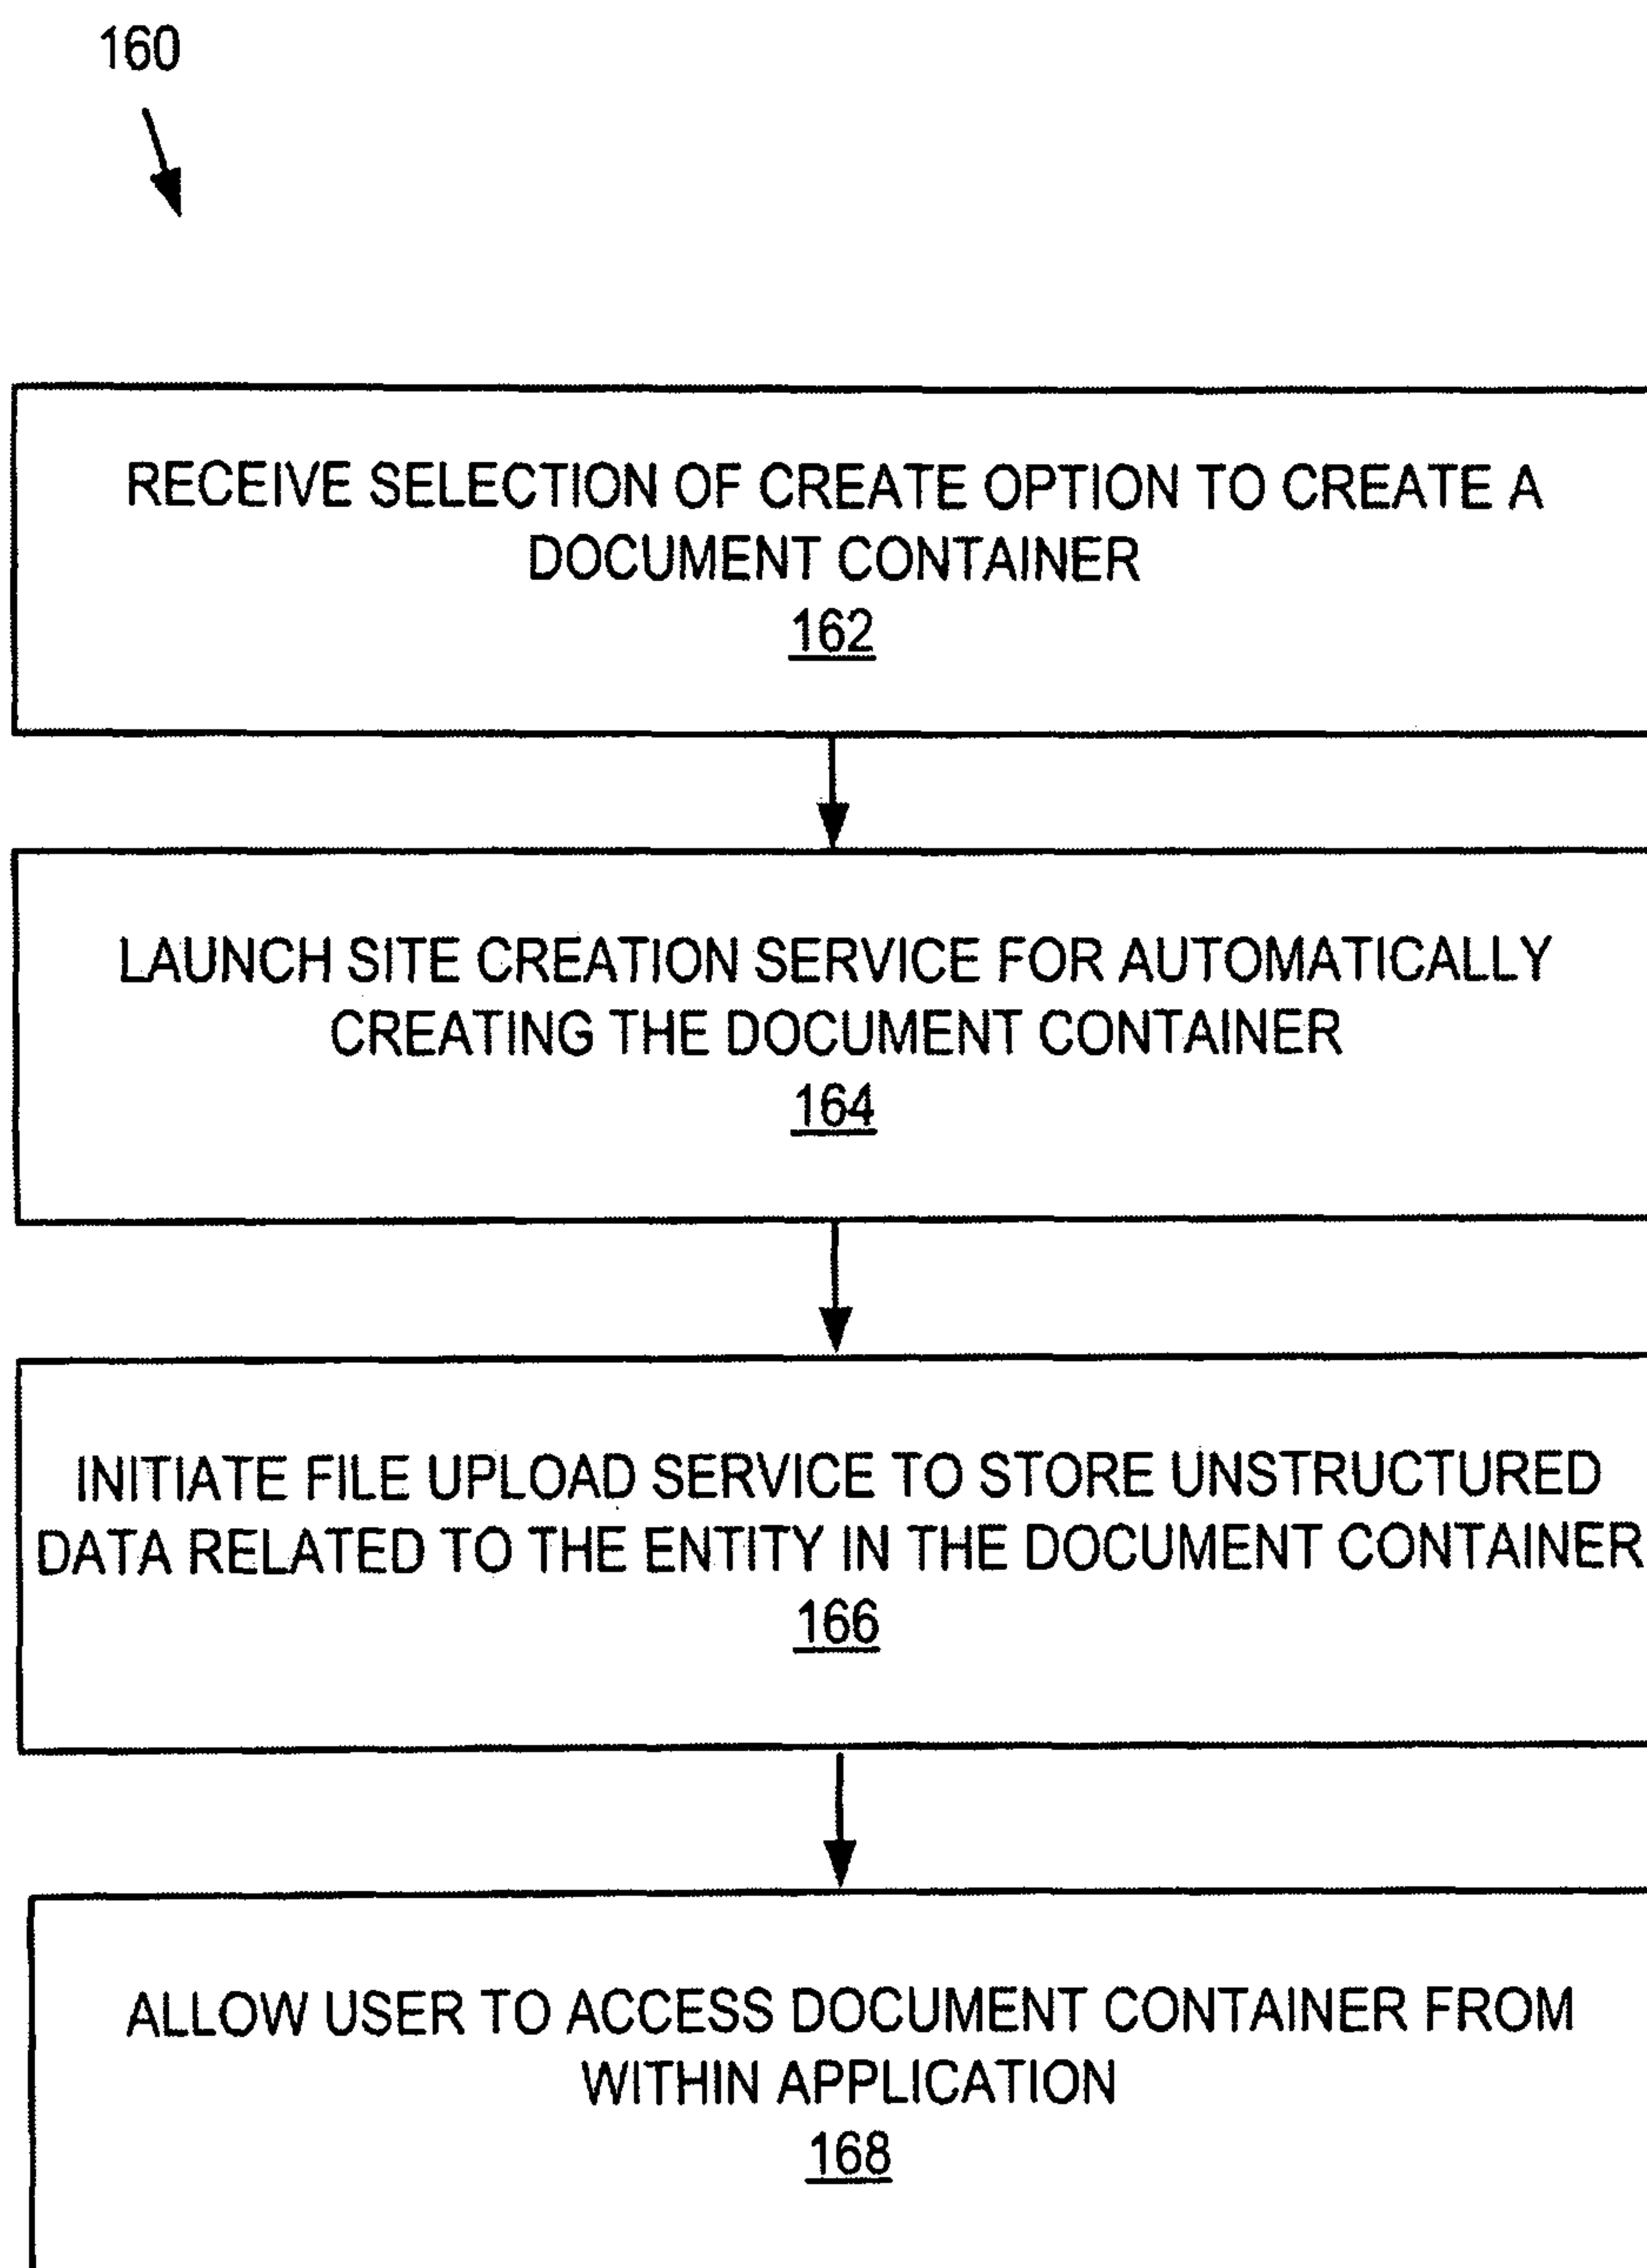 160
RECEIVE SELECTION OF CREATE OPTION TO CREATE A
DOCUMENT CONTAINER
162
LAUNCH SITE CREATION SERVICE FOR AUTOMATICALLY
CREATING THE DOCUMENT CONTAINER
164
INITIATE FILE UPLOAD SERVICE TO STORE UNSTRUCTURED
DATA RELATED TO THE ENTITY IN THE DOCUMENT CONTAINER
166
ALLOW USER TO ACCESS DOCUMENT CONTAINER FROM
WITHIN APPLICATION
168